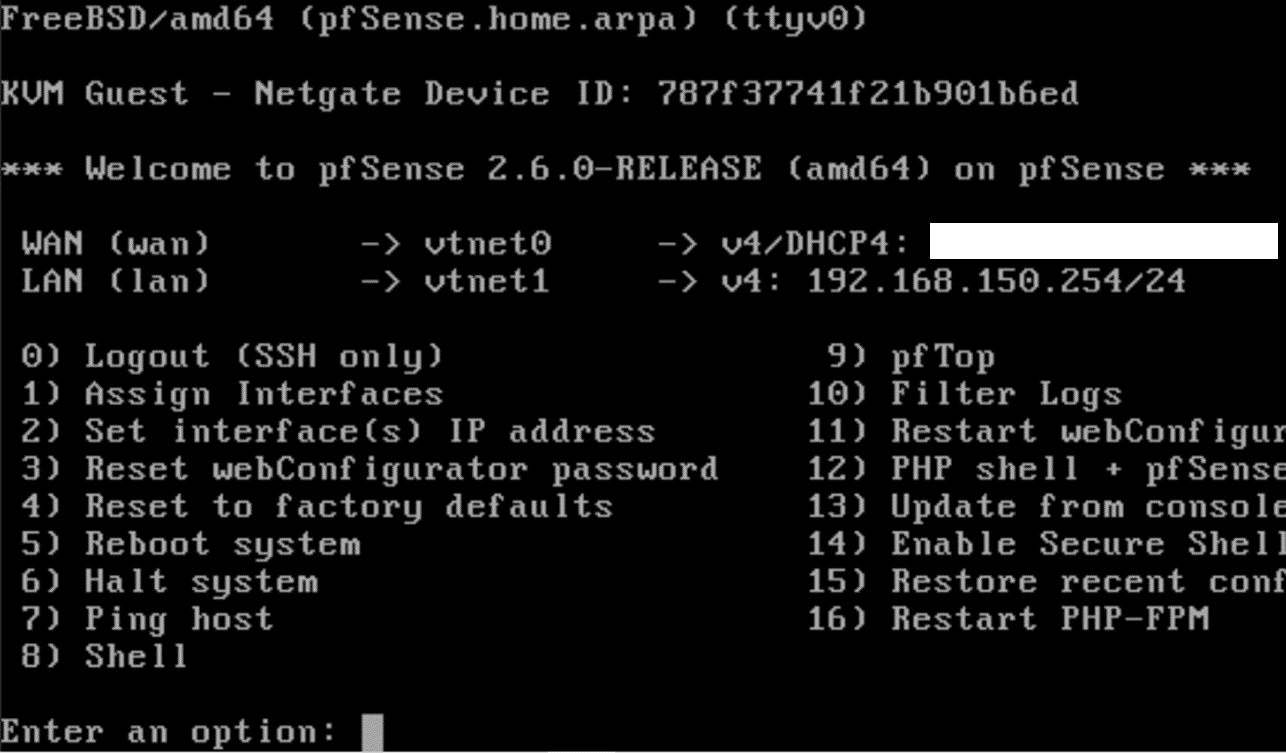 FreeBSD/amd64 (pfSense.home.arpa) (ttyv0)
KVM Guest - Netgate Device ID: 787f37741f21b901b6ed
*** Welcome to pfSense 2.6.0-RELEASE (amd64) on pfSense ***
WAN (wan) -> vtnet0 -> v4/DHCP4:
LAN (lan) -> vtnet1 -> v4: 192.168.150.254/24
0) Logout (SSH only) 9) pfTop
1) Assign Interfaces 10) Filter Logs
2) Set interface(s) IP address 11) Restart webConfigur
3) Reset webConfigurator password 12) PHP shell + pfSense
4) Reset to factory defaults 13) Update from console
5) Reboot system 14) Enable Secure Shell
6) Halt system 15) Restore recent conf
7) Ping host 16) Restart PHP-FPM
8) Shell
Enter an option: